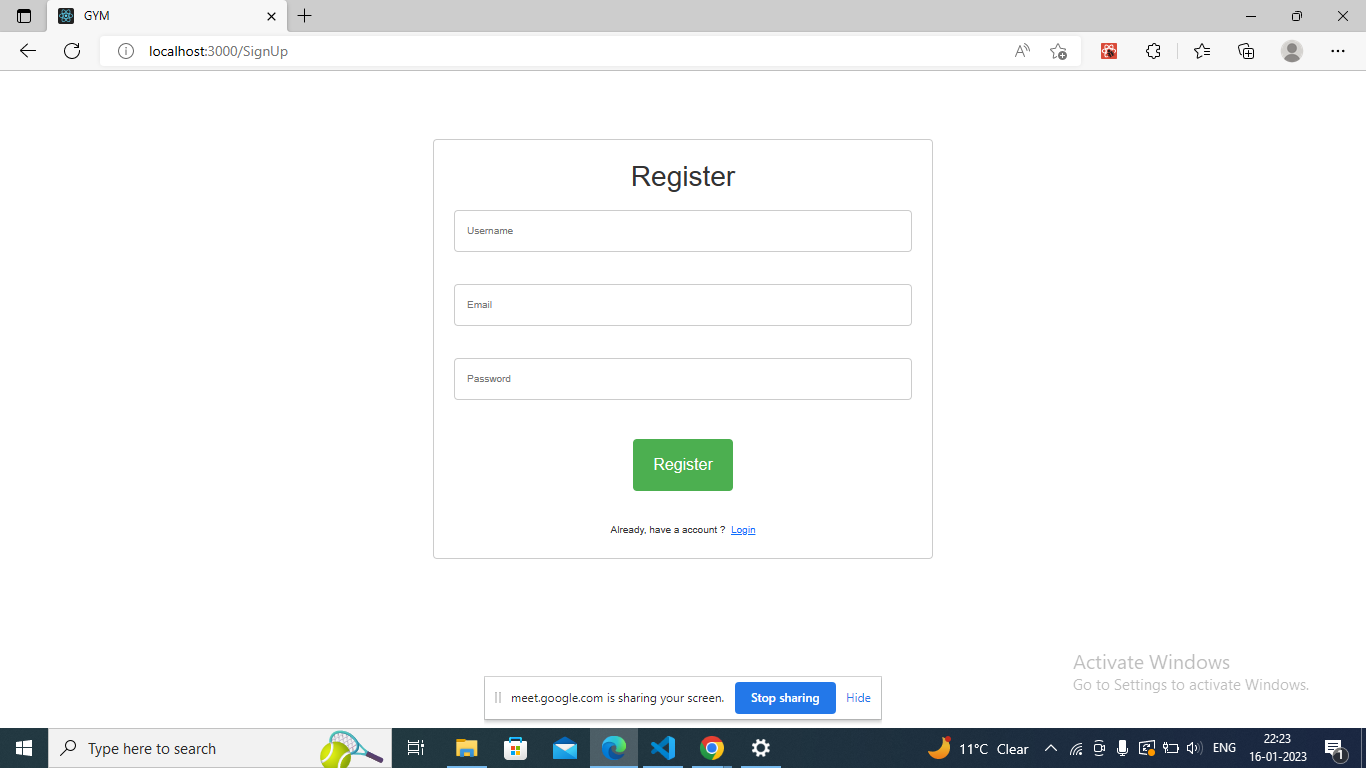 GYM
localhost:3000/SignUp
Register
Username
Email
Password
Register
Already, have a account ? Login
Activate Windows
Go to Settings to activate Windows.
meet.google.com is sharing your screen. Stop sharing Hide
Type here to search
11°C Clear
ENG
22:23
16-01-2023
1